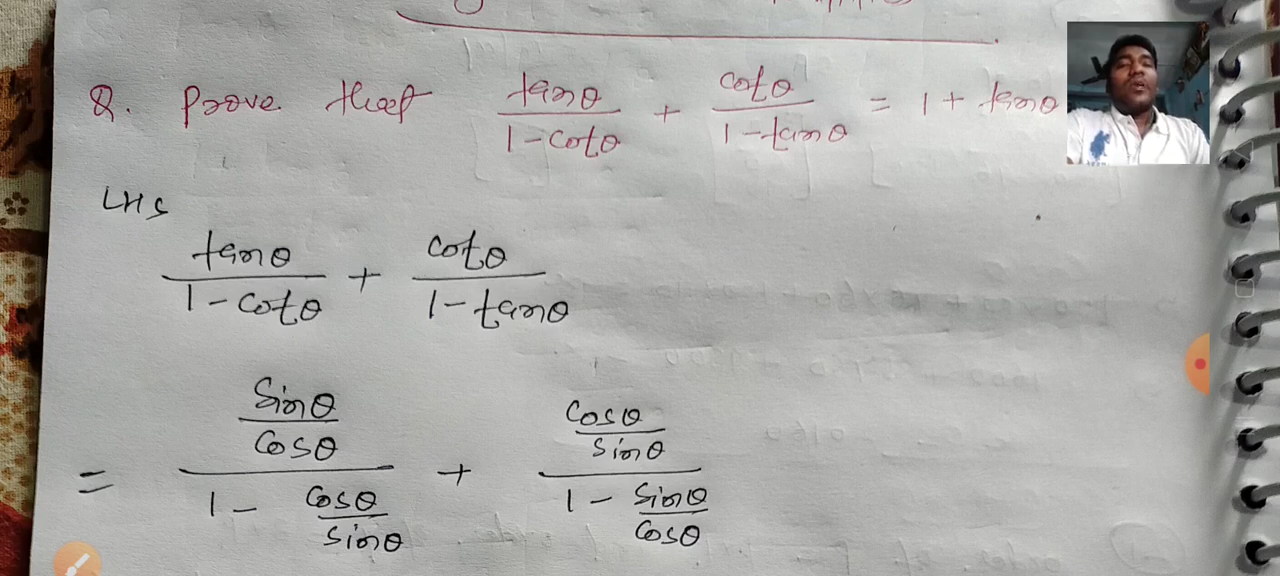 Q. Prove that tanθ/1-cotθ + cotθ/1-tanθ = 1 + tanθ
LHS
tanθ/1-cotθ + cotθ/1-tanθ
= sinθ/cosθ / 1 - cosθ/sinθ + cosθ/sinθ / 1 - sinθ/cosθ